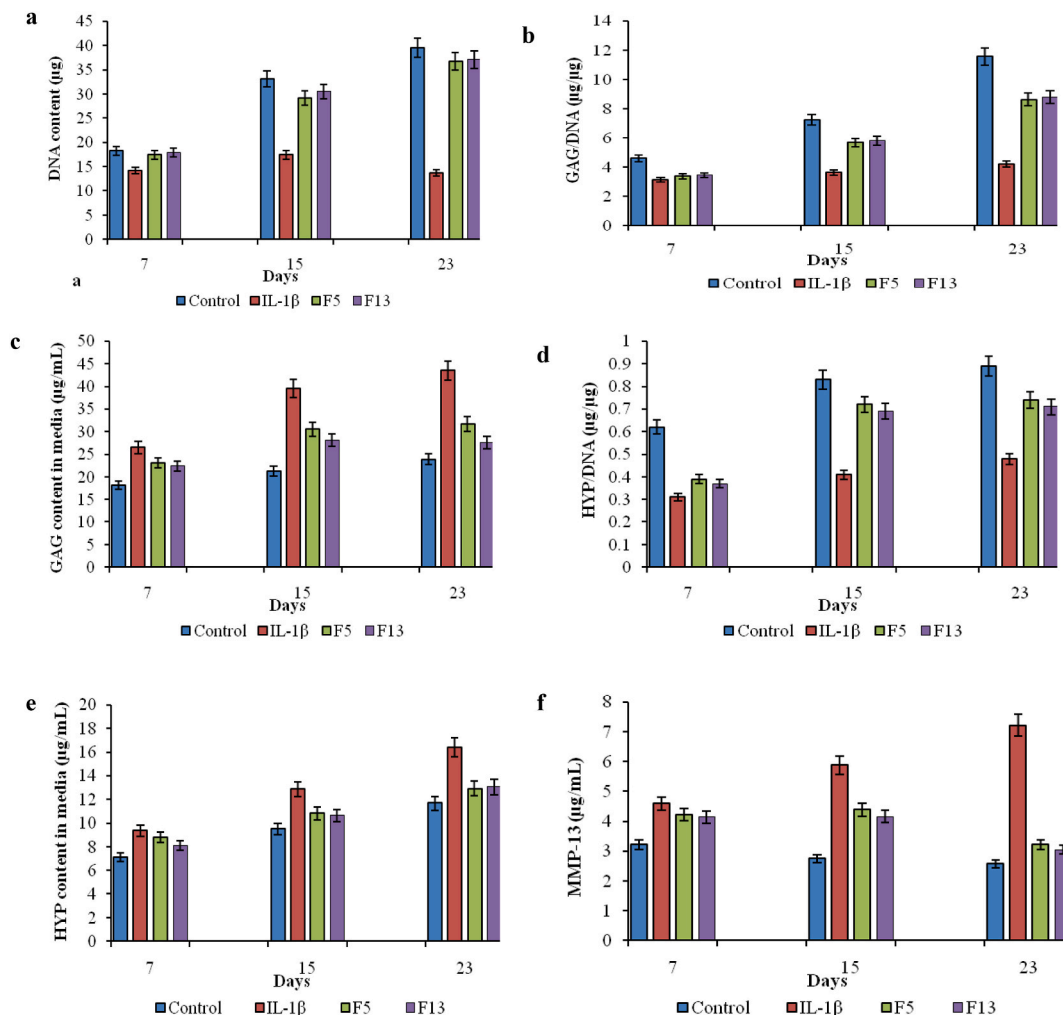 a
DNA content (µg)
45
40
35
30
25
20
15
10
5
0
7 15 23
Days
a
Control IL-1β F5 F13
b
GAG/DNA (µg/µg)
14
12
10
8
6
4
2
0
7 15 23
Days
Control IL-1β F5 F13
c
GAG content in media (µg/mL)
50
45
40
35
30
25
20
15
10
5
0
7 15 23
Days
Control IL-1β F5 F13
d
HYP/DNA (µg/µg)
1
0.9
0.8
0.7
0.6
0.5
0.4
0.3
0.2
0.1
0
7 15 23
Days
Control IL-1β F5 F13
e
HYP content in media (µg/mL)
20
18
16
14
12
10
8
6
4
2
0
7 15 23
Days
Control IL-1β F5 F13
f
MMP-13 (µg/mL)
8
7
6
5
4
3
2
1
0
7 15 23
Days
Control IL-1β F5 F13